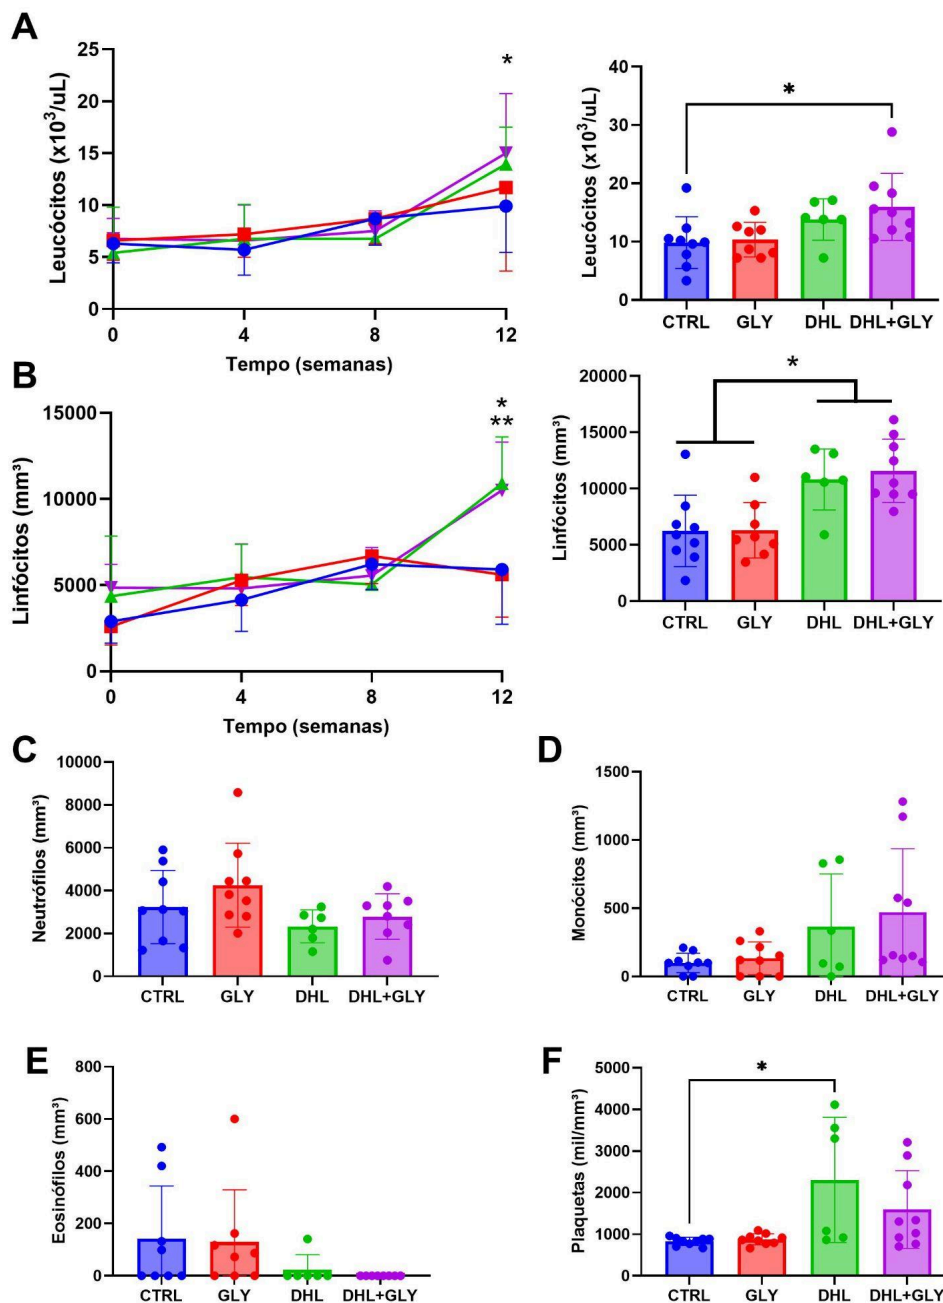 A
Leucócitos (x10³/uL)
25
20
15
10
5
0
*
0 4 8 12
Tempo (semanas)
Leucócitos (x10³/uL)
40
30
20
10
0
*
CTRL GLY DHL DHL+GLY
B
Linfócitos (mm³)
15000
10000
5000
0
*
**
0 4 8 12
Tempo (semanas)
Linfócitos (mm³)
20000
15000
10000
5000
0
*
CTRL GLY DHL DHL+GLY
C
Neutrófilos (mm³)
10000
8000
6000
4000
2000
0
CTRL GLY DHL DHL+GLY
D
Monócitos (mm³)
1500
1000
500
0
CTRL GLY DHL DHL+GLY
E
Eosinófilos (mm³)
800
600
400
200
0
CTRL GLY DHL DHL+GLY
F
Plaquetas (mil/mm³)
5000
4000
3000
2000
1000
0
*
CTRL GLY DHL DHL+GLY